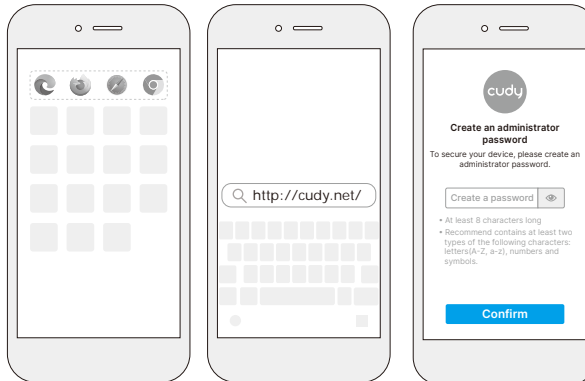 http://cudy.net/
cudy
Create an administrator
password
To secure your device, please create an
administrator password.
Create a password
• At least 8 characters long
• Recommend contains at least two
types of the following characters:
letters(A-Z, a-z), numbers and
symbols.
Confirm